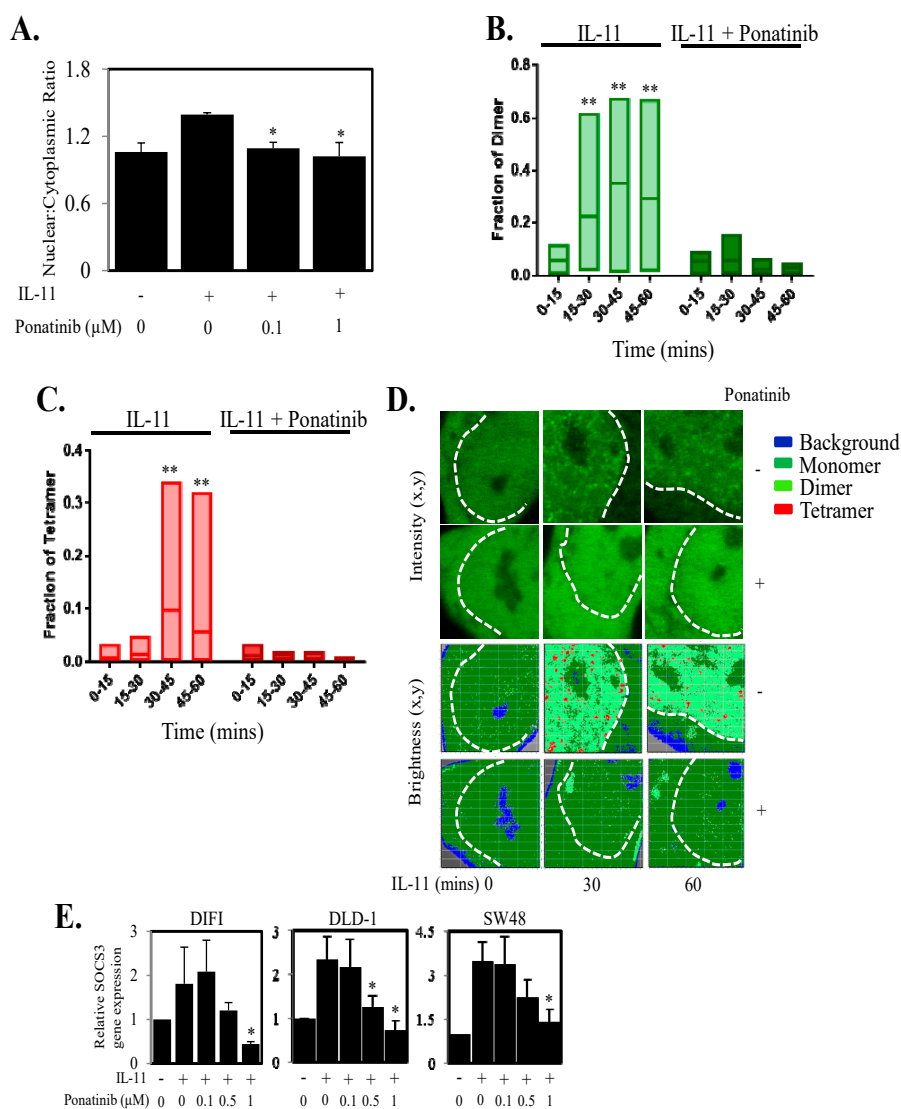 A.
Nuclear:Cytoplasmic Ratio
1.8
1.2
0.6
0
IL-11 - + + +
Ponatinib (µM) 0 0 0.1 1
* *
B.
IL-11 IL-11 + Ponatinib
Fraction of Dimer
0.8
0.6
0.4
0.2
0.0
** ** **
0-15 15-30 30-45 45-60 0-15 15-30 30-45 45-60
Time (mins)
C.
IL-11 IL-11 + Ponatinib
Fraction of Tetramer
0.4
0.3
0.2
0.1
0.0
** **
0-15 15-30 30-45 45-60 0-15 15-30 30-45 45-60
Time (mins)
D.
Ponatinib
Intensity (x,y)
-
+
Brightness (x,y)
-
+
Background
Monomer
Dimer
Tetramer
IL-11 (mins) 0 30 60
E.
Relative SOCS3
gene expression
DIFI
3
2
1
0
*
DLD-1
3
2
1
0
* *
SW48
4.5
3
1.5
0
*
IL-11 - + + + + - + + + + - + + + +
Ponatinib (µM) 0 0 0.1 0.5 1 0 0 0.1 0.5 1 0 0 0.1 0.5 1